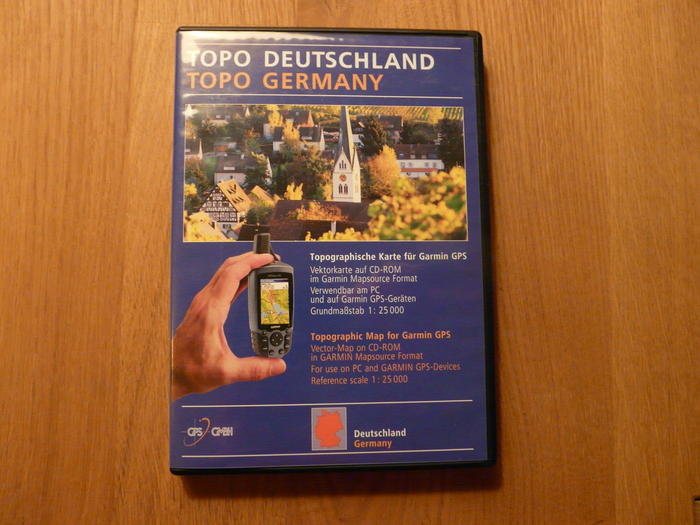 TOPO DEUTSCHLAND
TOPO GERMANY
Topographische Karte für Garmin GPS
Vektorkarte auf CD-ROM
im Garmin Mapsource Format
Verwendbar am PC
und auf Garmin GPS-Geräten
Grundmaßstab 1 : 25 000
Topographic Map for Garmin GPS
Vector-Map on CD-ROM
in GARMIN Mapsource Format
For use on PC and GARMIN GPS-Devices
Reference scale 1 : 25 000
GPS GMBH
Deutschland
Germany